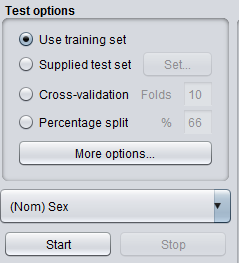 Test options
Use training set
Supplied test set Set...
Cross-validation Folds 10
Percentage split % 66
More options...
(Nom) Sex
Start Stop